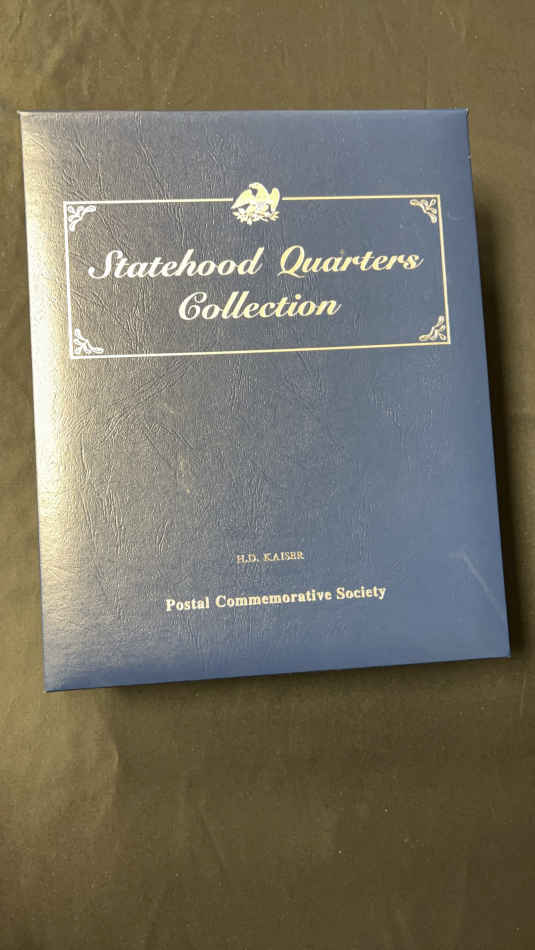 Statehood Quarters
Collection
H.D. KAISER
Postal Commemorative Society